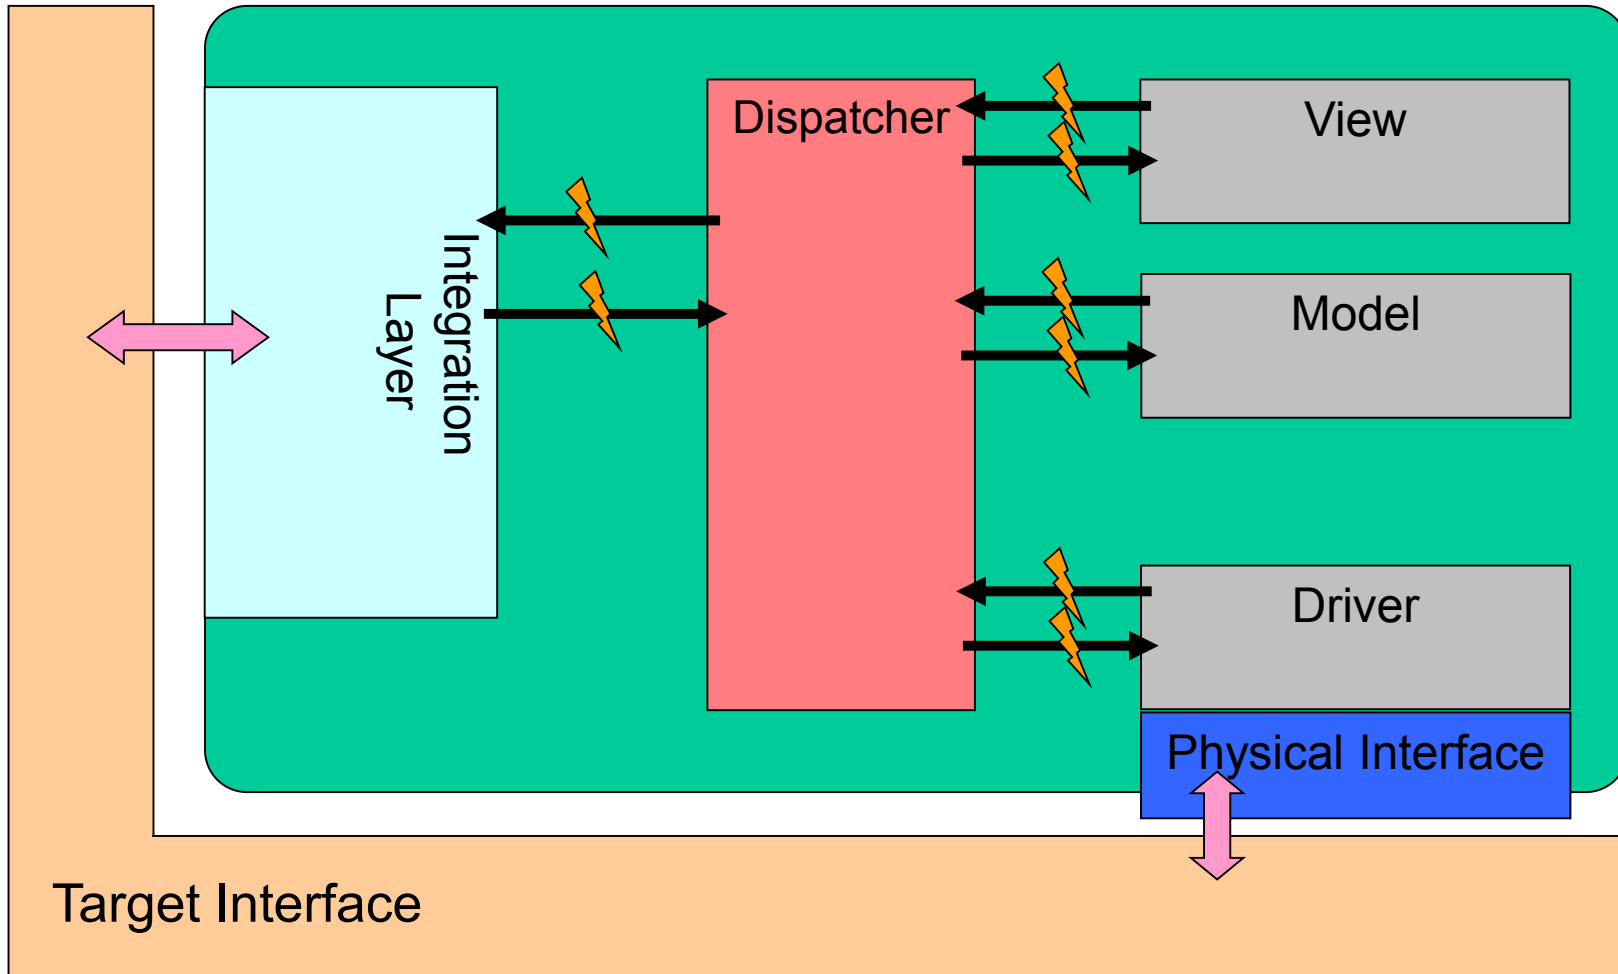 Dispatcher
View
Integration
Layer
Model
Driver
Physical Interface
Target Interface